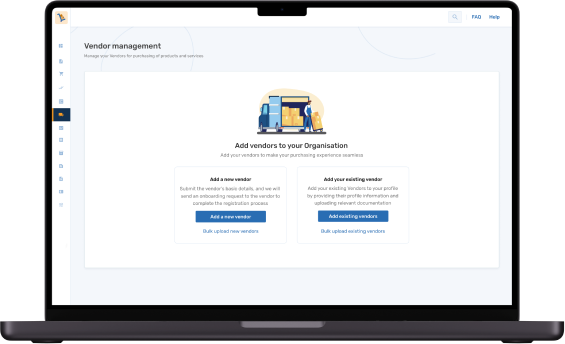 FAQ Help
Vendor management
Manage your Vendors for purchasing of products and services
Add vendors to your Organisation
Add your vendors to make your purchasing experience seamless
Add a new vendor
Submit the vendor's basic details, and we will
send an onboarding request to the vendor to
complete the registration process
Add a new vendor
Bulk upload new vendors
Add your existing vendor
Add your existing Vendors to your profile
by providing their profile information and
uploading relevant documentation
Add existing vendors
Bulk upload existing vendors